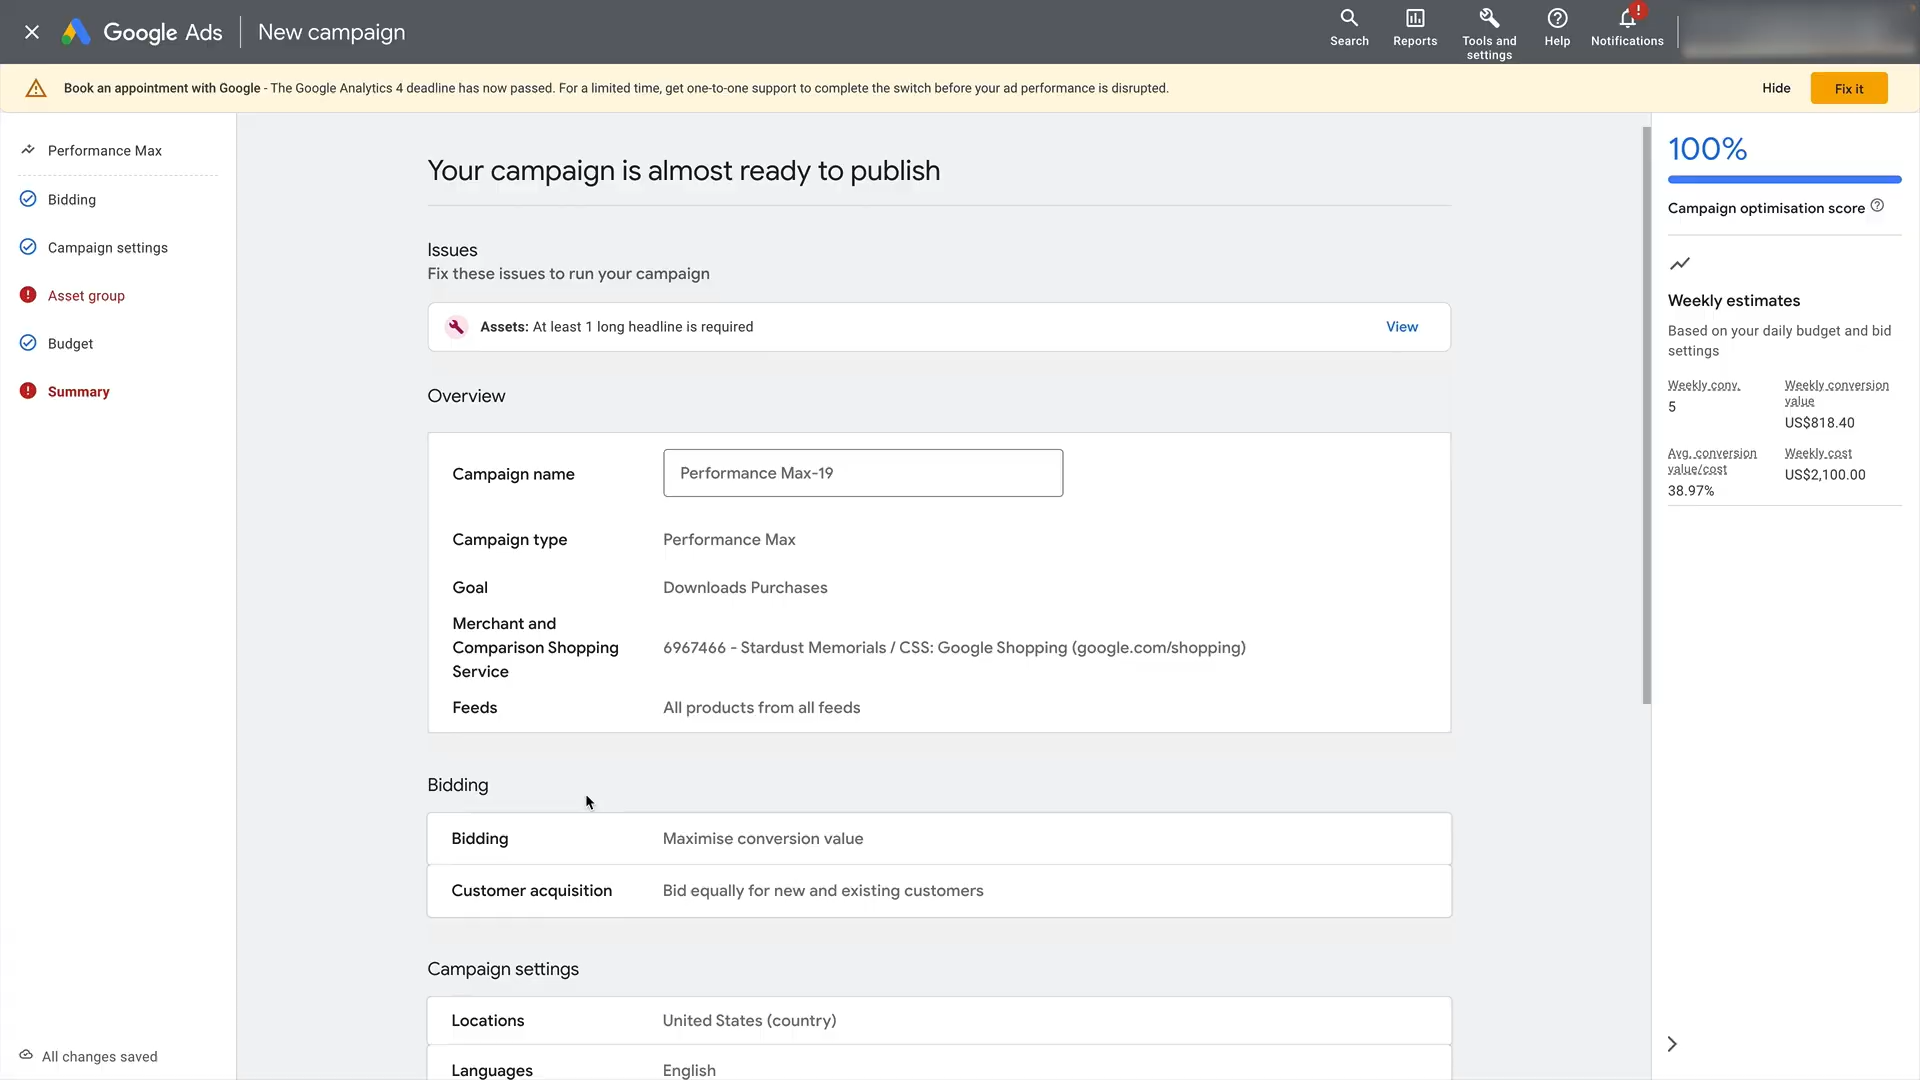 Google Ads
New campaign
Search
Reports
Tools and
settings
Help
!
Notifications
Book an appointment with Google - The Google Analytics 4 deadline has now passed. For a limited time, get one-to-one support to complete the switch before your ad performance is disrupted.
Hide
Fix it
Performance Max
Bidding
Campaign settings
Asset group
Budget
Summary
All changes saved
Your campaign is almost ready to publish
Issues
Fix these issues to run your campaign
Assets: At least 1 long headline is required
View
Overview
Campaign name
Performance Max-19
Campaign type
Performance Max
Goal
Downloads Purchases
Merchant and
Comparison Shopping
Service
6967466 - Stardust Memorials / CSS: Google Shopping (google.com/shopping)
Feeds
All products from all feeds
Bidding
Bidding
Maximise conversion value
Customer acquisition
Bid equally for new and existing customers
Campaign settings
Locations
United States (country)
Languages
English
100%
Campaign optimisation score
Weekly estimates
Based on your daily budget and bid
settings
Weekly conv.
5
Weekly conversion
value
US$818.40
Avg. conversion
value/cost
38.97%
Weekly cost
US$2,100.00